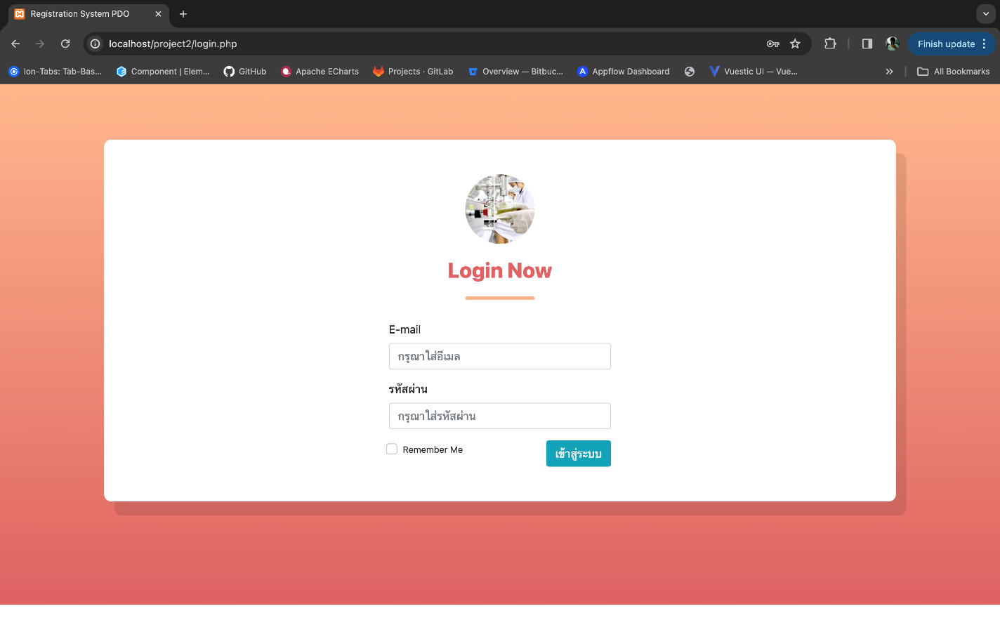 Registration System PDO
localhost/project2/login.php
Finish update
Ion-Tabs: Tab-Bas...
Component | Elem...
GitHub
Apache ECharts
Projects · GitLab
Overview — Bitbuc...
Appflow Dashboard
Vuestic UI — Vue...
All Bookmarks
Login Now
E-mail
กรุณาใส่อีเมล
รหัสผ่าน
กรุณาใส่รหัสผ่าน
Remember Me
เข้าสู่ระบบ